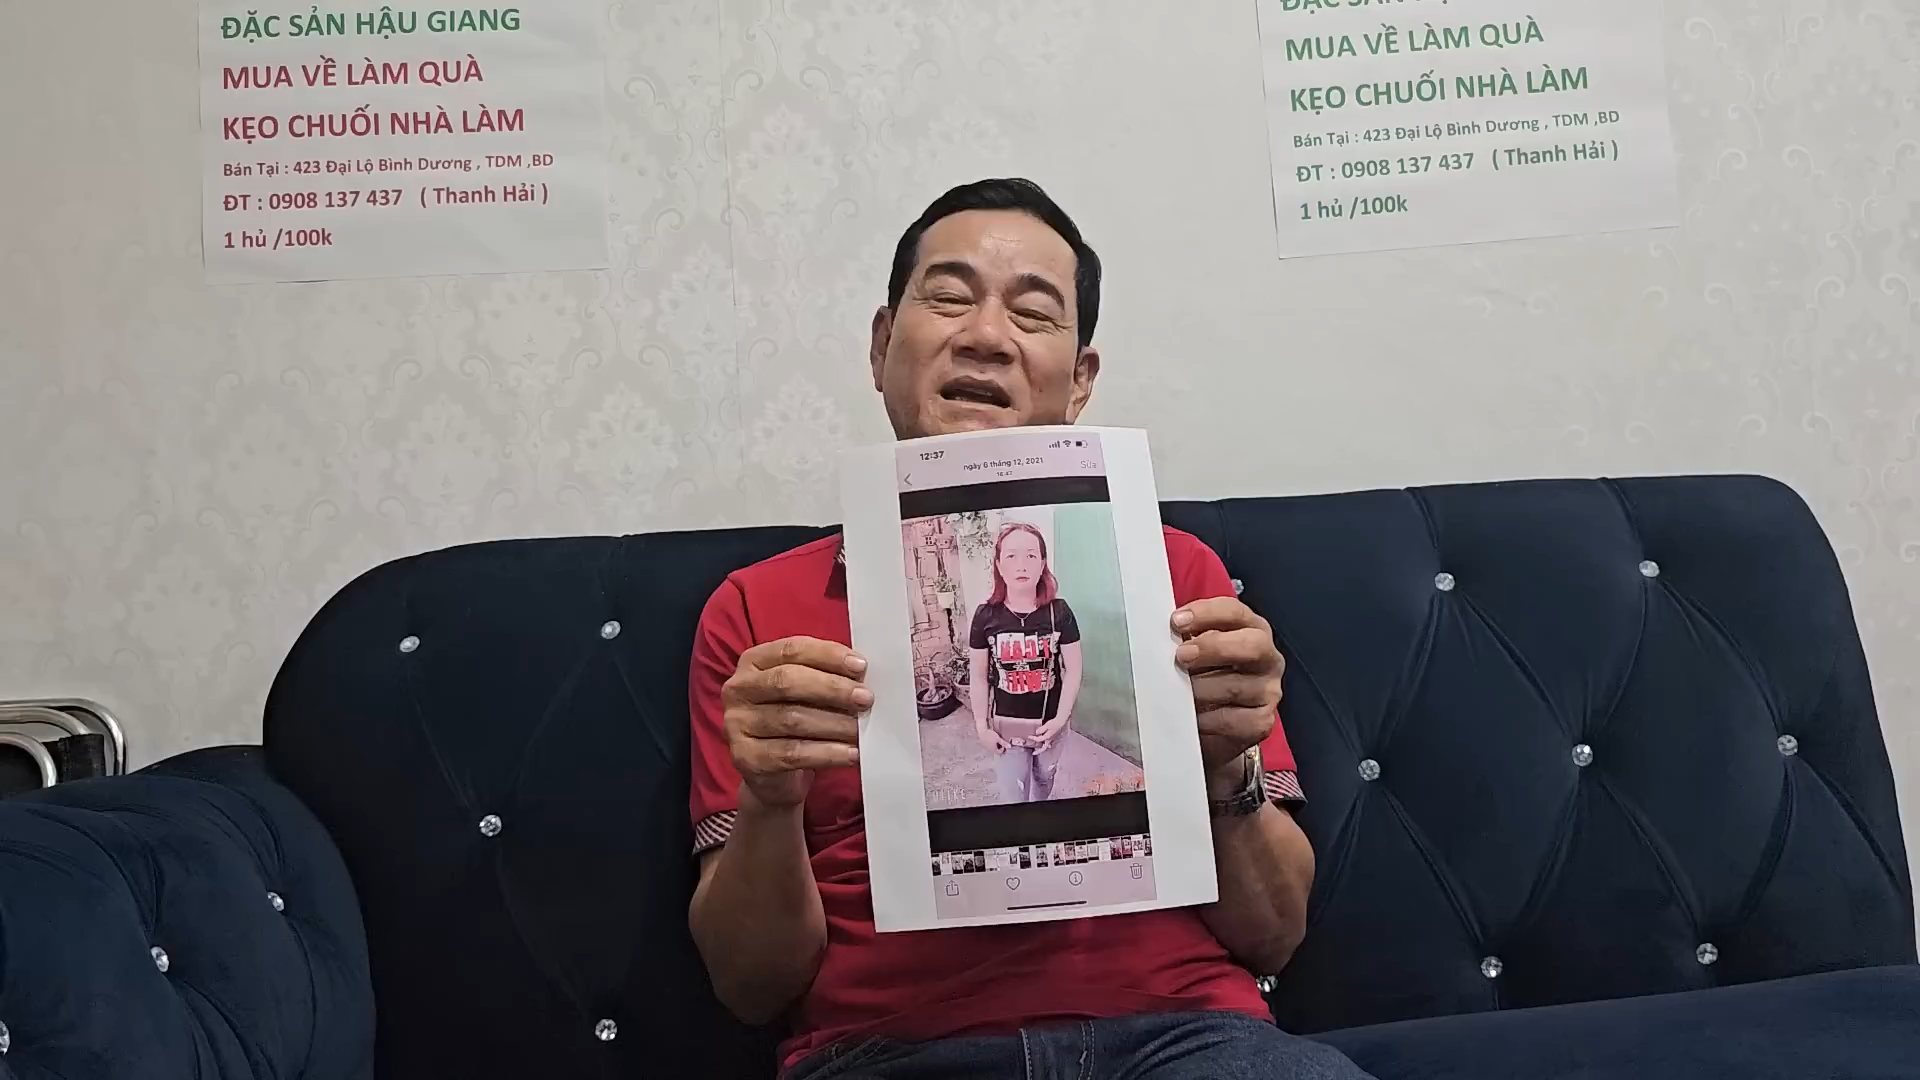 ĐẶC SẢN HẬU GIANG
MUA VỀ LÀM QUÀ
KẸO CHUỐI NHÀ LÀM
Bán Tại : 423 Đại Lộ Bình Dương , TDM ,BD
ĐT : 0908 137 437 ( Thanh Hải )
1 hủ /100k
MUA VỀ LÀM QUÀ
KẸO CHUỐI NHÀ LÀM
Bán Tại : 423 Đại Lộ Bình Dương , TDM ,BD
ĐT : 0908 137 437 ( Thanh Hải )
1 hủ /100k
12:37
ngày 6 tháng 12, 2021
Sửa